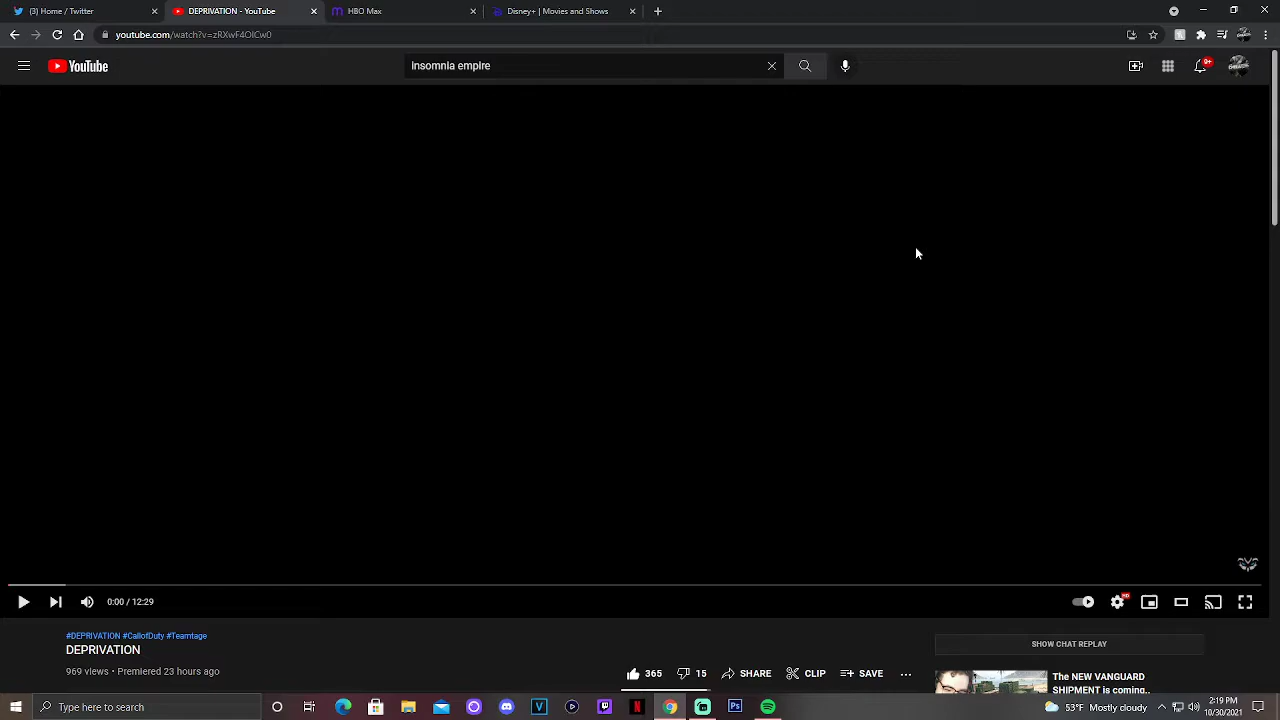 (3) Home / Twitter
DEPRIVATION - YouTube
HBO Max
Disney+ | Movies and Shows
youtube.com/watch?v=zRXwF4OlCw0
YouTube
Insomnia empire
9+
0:00 / 12:29
HD
#DEPRIVATION #CallofDuty #Teamtage
DEPRIVATION
969 views • Premiered 23 hours ago
365
15
SHARE
CLIP
SAVE
SHOW CHAT REPLAY
The NEW VANGUARD
SHIPMENT is coming..
Type here to search
53°F Mostly cloudy
2:19 PM
10/30/2021